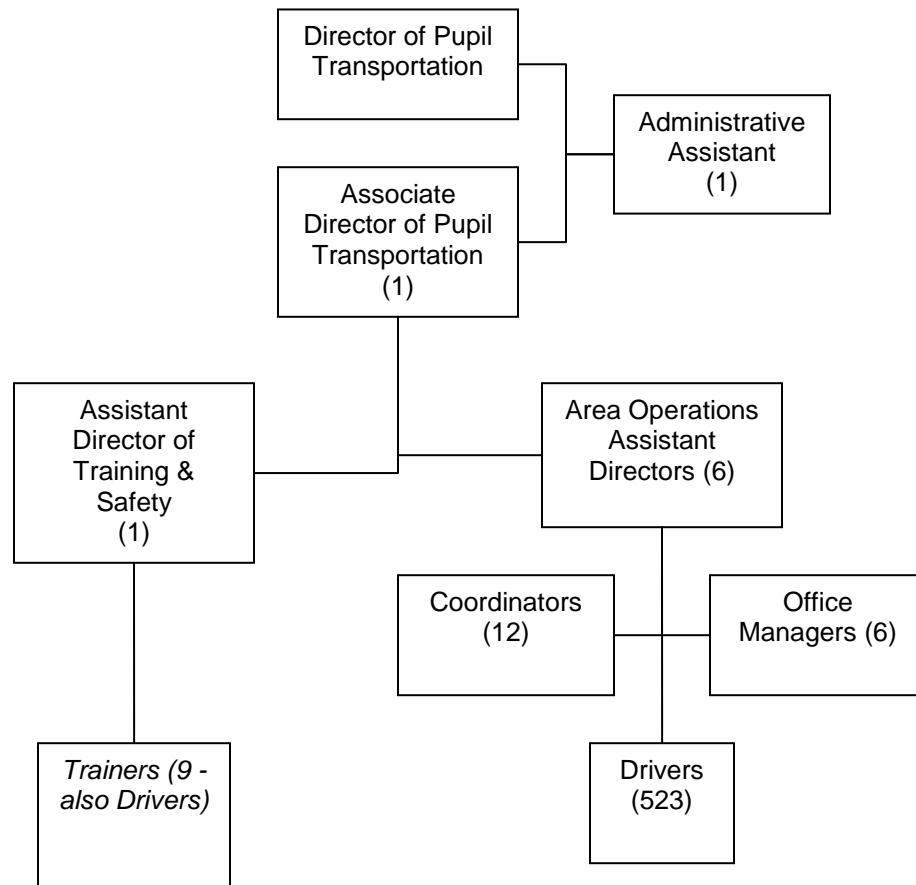 Director of Pupil
Transportation
Administrative
Assistant
(1)
Associate
Director of Pupil
Transportation
(1)
Assistant
Director of
Training &
Safety
(1)
Area Operations
Assistant
Directors (6)
Coordinators
(12)
Office
Managers (6)
Trainers (9 -
also Drivers)
Drivers
(523)